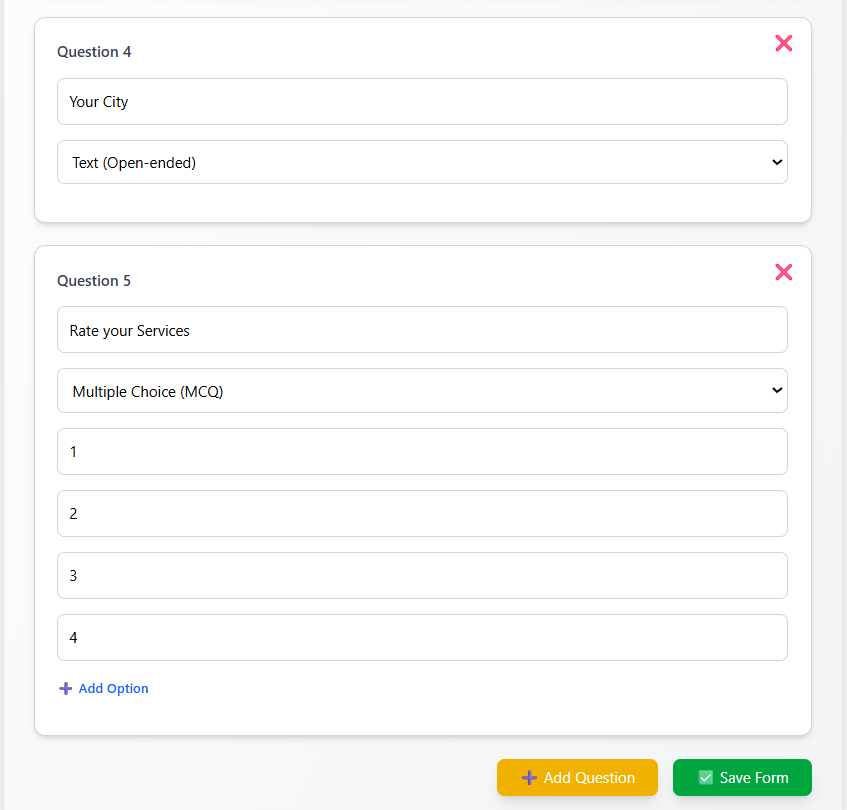 Question 4
Your City
Text (Open-ended)
Question 5
Rate your Services
Multiple Choice (MCQ)
1
2
3
4
Add Option
Add Question
Save Form